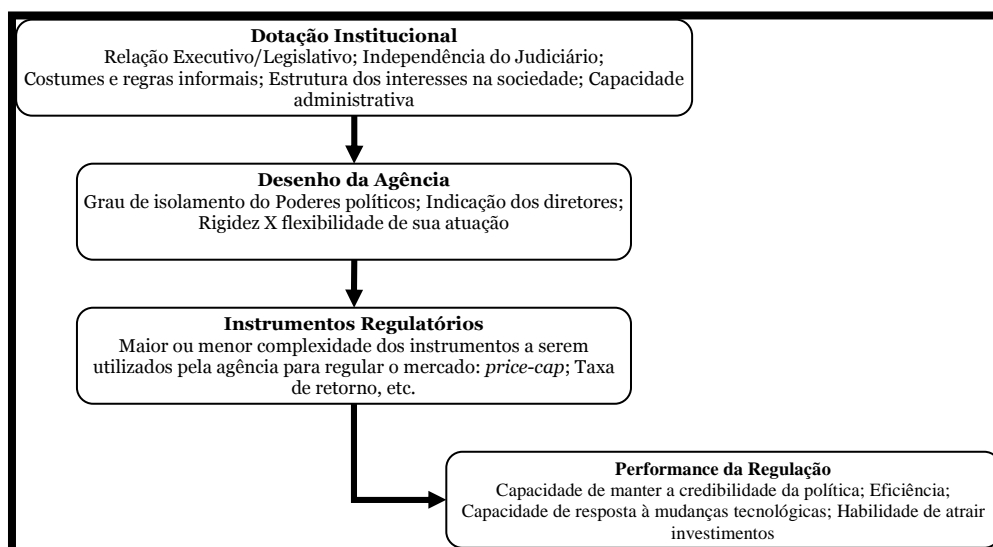 Dotação Institucional
Relação Executivo/Legislativo; Independência do Judiciário;
Costumes e regras informais; Estrutura dos interesses na sociedade; Capacidade
administrativa
Desenho da Agência
Grau de isolamento do Poderes políticos; Indicação dos diretores;
Rigidez X flexibilidade de sua atuação
Instrumentos Regulatórios
Maior ou menor complexidade dos instrumentos a serem
utilizados pela agência para regular o mercado: price-cap; Taxa
de retorno, etc.
Performance da Regulação
Capacidade de manter a credibilidade da política; Eficiência;
Capacidade de resposta à mudanças tecnológicas; Habilidade de atrair
investimentos